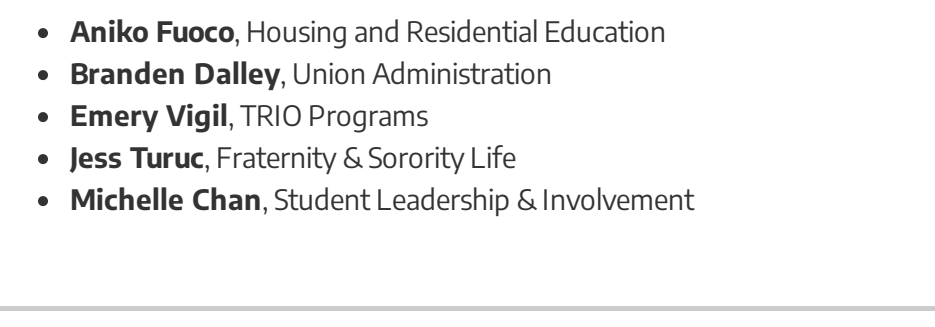 • Aniko Fuoco, Housing and Residential Education
• Branden Dalley, Union Administration
• Emery Vigil, TRIO Programs
• Jess Turuc, Fraternity & Sorority Life
• Michelle Chan, Student Leadership & Involvement